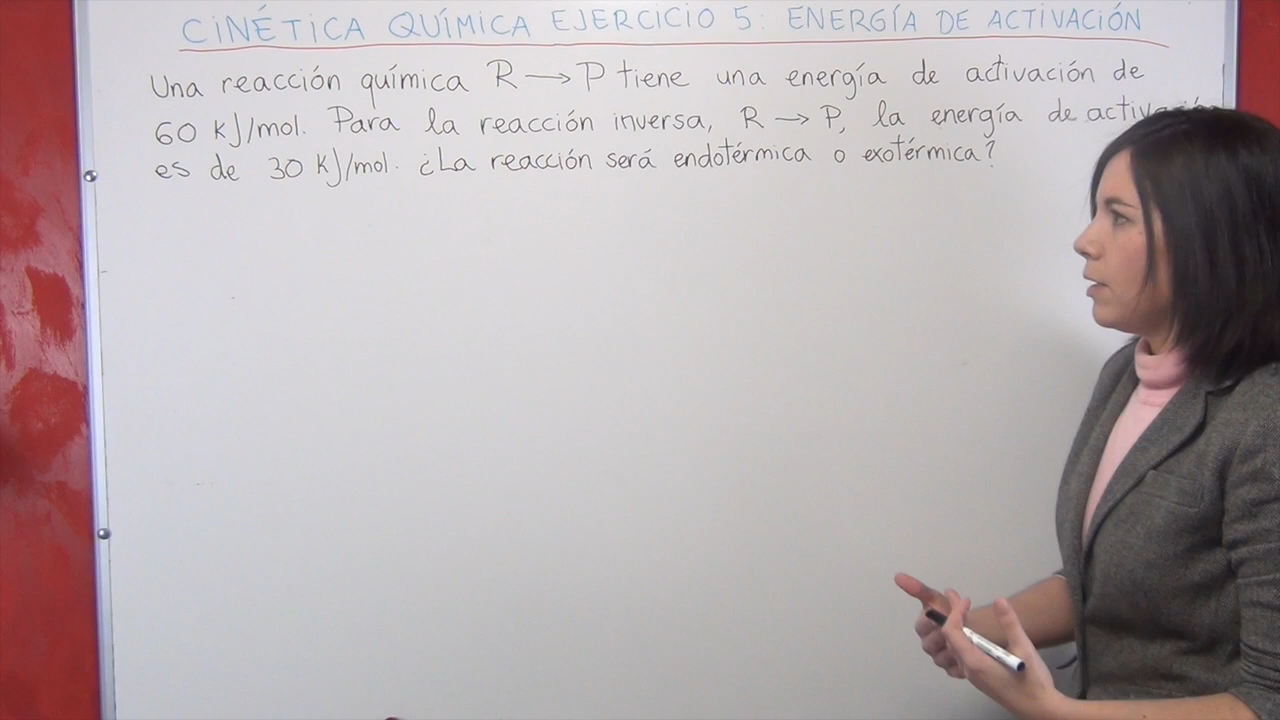 CINÉTICA QUÍMICA EJERCICIO 5: ENERGÍA DE ACTIVACIÓN
Una reacción química R → P tiene una energía de activación de
60 kJ/mol. Para la reacción inversa, R → P, la energía de activación
es de 30 kJ/mol. ¿La reacción será endotérmica o exotérmica?